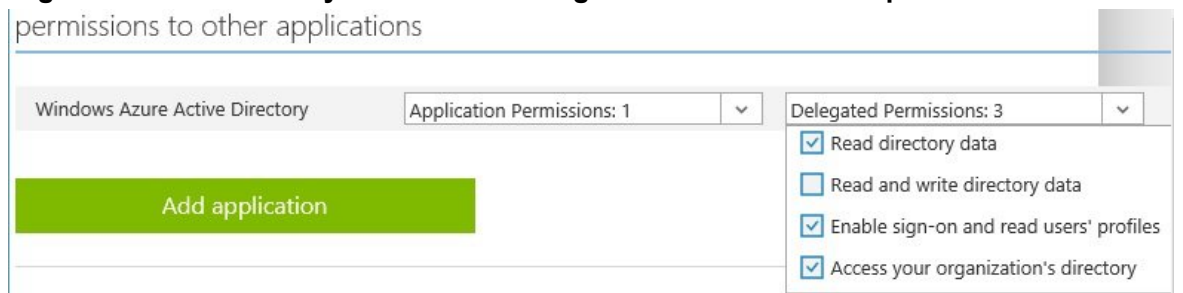 permissions to other applications
Windows Azure Active Directory
Application Permissions: 1
Delegated Permissions: 3
Read directory data
Read and write directory data
Enable sign-on and read users' profiles
Access your organization's directory
Add application